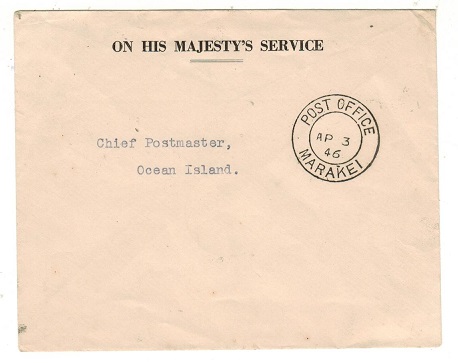 ON HIS MAJESTY'S SERVICE
Chief Postmaster,
Ocean Island.
POST OFFICE
AP 3
46
MARAKEI